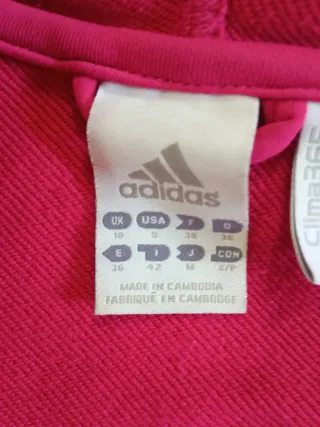 adidas
UK USA F D
10 S 38 36
E I J CDN
36 42 M S/P
MADE IN CAMBODIA
FABRIQUÉ EN CAMBODGE
Clima365